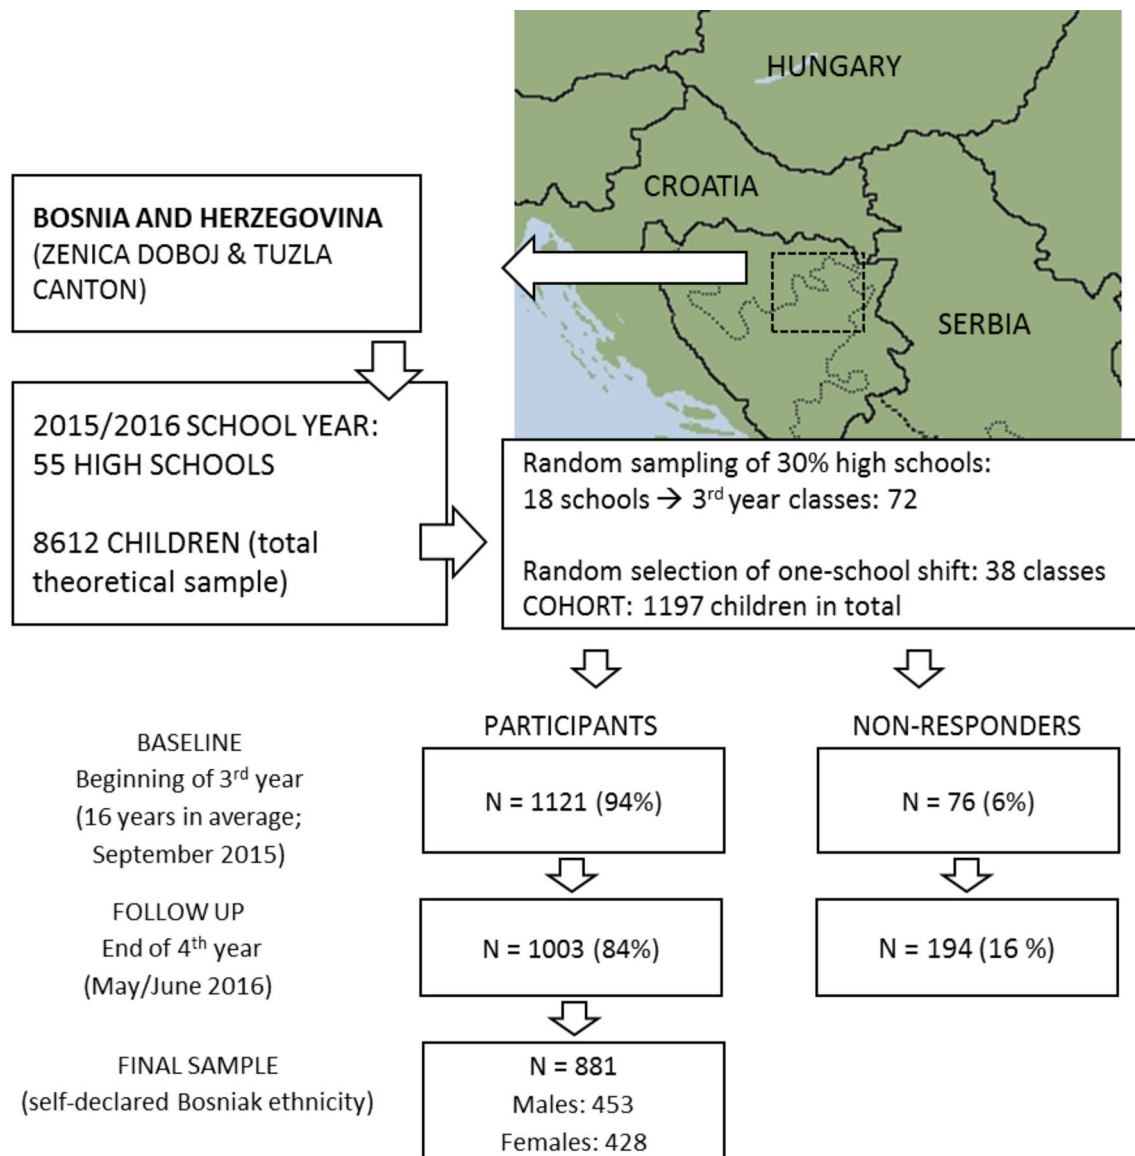 HUNGARY
CROATIA
SERBIA
BOSNIA AND HERZEGOVINA
(ZENICA DOBOJ & TUZLA
CANTON)
2015/2016 SCHOOL YEAR:
55 HIGH SCHOOLS
8612 CHILDREN (total
theoretical sample)
Random sampling of 30% high schools:
18 schools → 3rd year classes: 72
Random selection of one-school shift: 38 classes
COHORT: 1197 children in total
PARTICIPANTS
NON-RESPONDERS
BASELINE
Beginning of 3rd year
(16 years in average;
September 2015)
N = 1121 (94%)
N = 76 (6%)
FOLLOW UP
End of 4th year
(May/June 2016)
N = 1003 (84%)
N = 194 (16 %)
FINAL SAMPLE
(self-declared Bosniak ethnicity)
N = 881
Males: 453
Females: 428